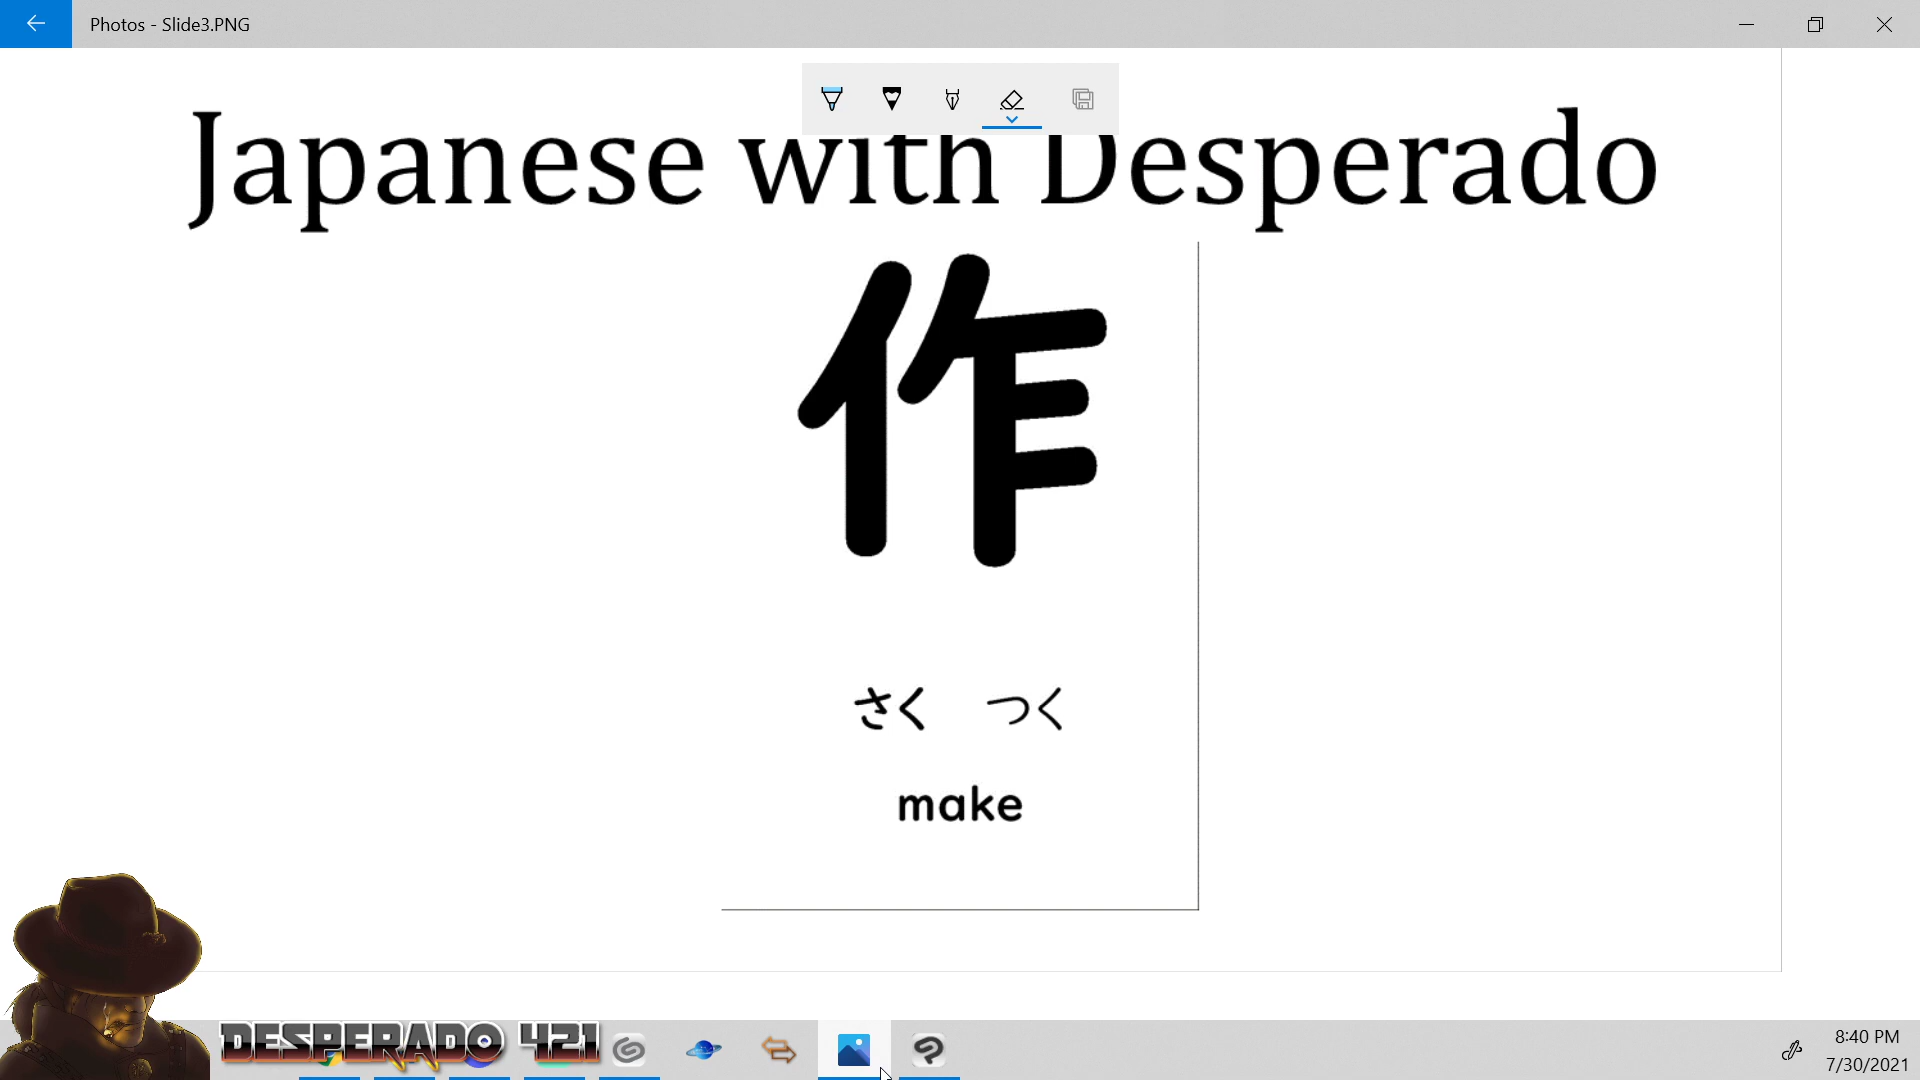 Photos - Slide3.PNG
Japanese with Desperado
作
さく つく
make
DESPERADO 421
8:40 PM
7/30/2021